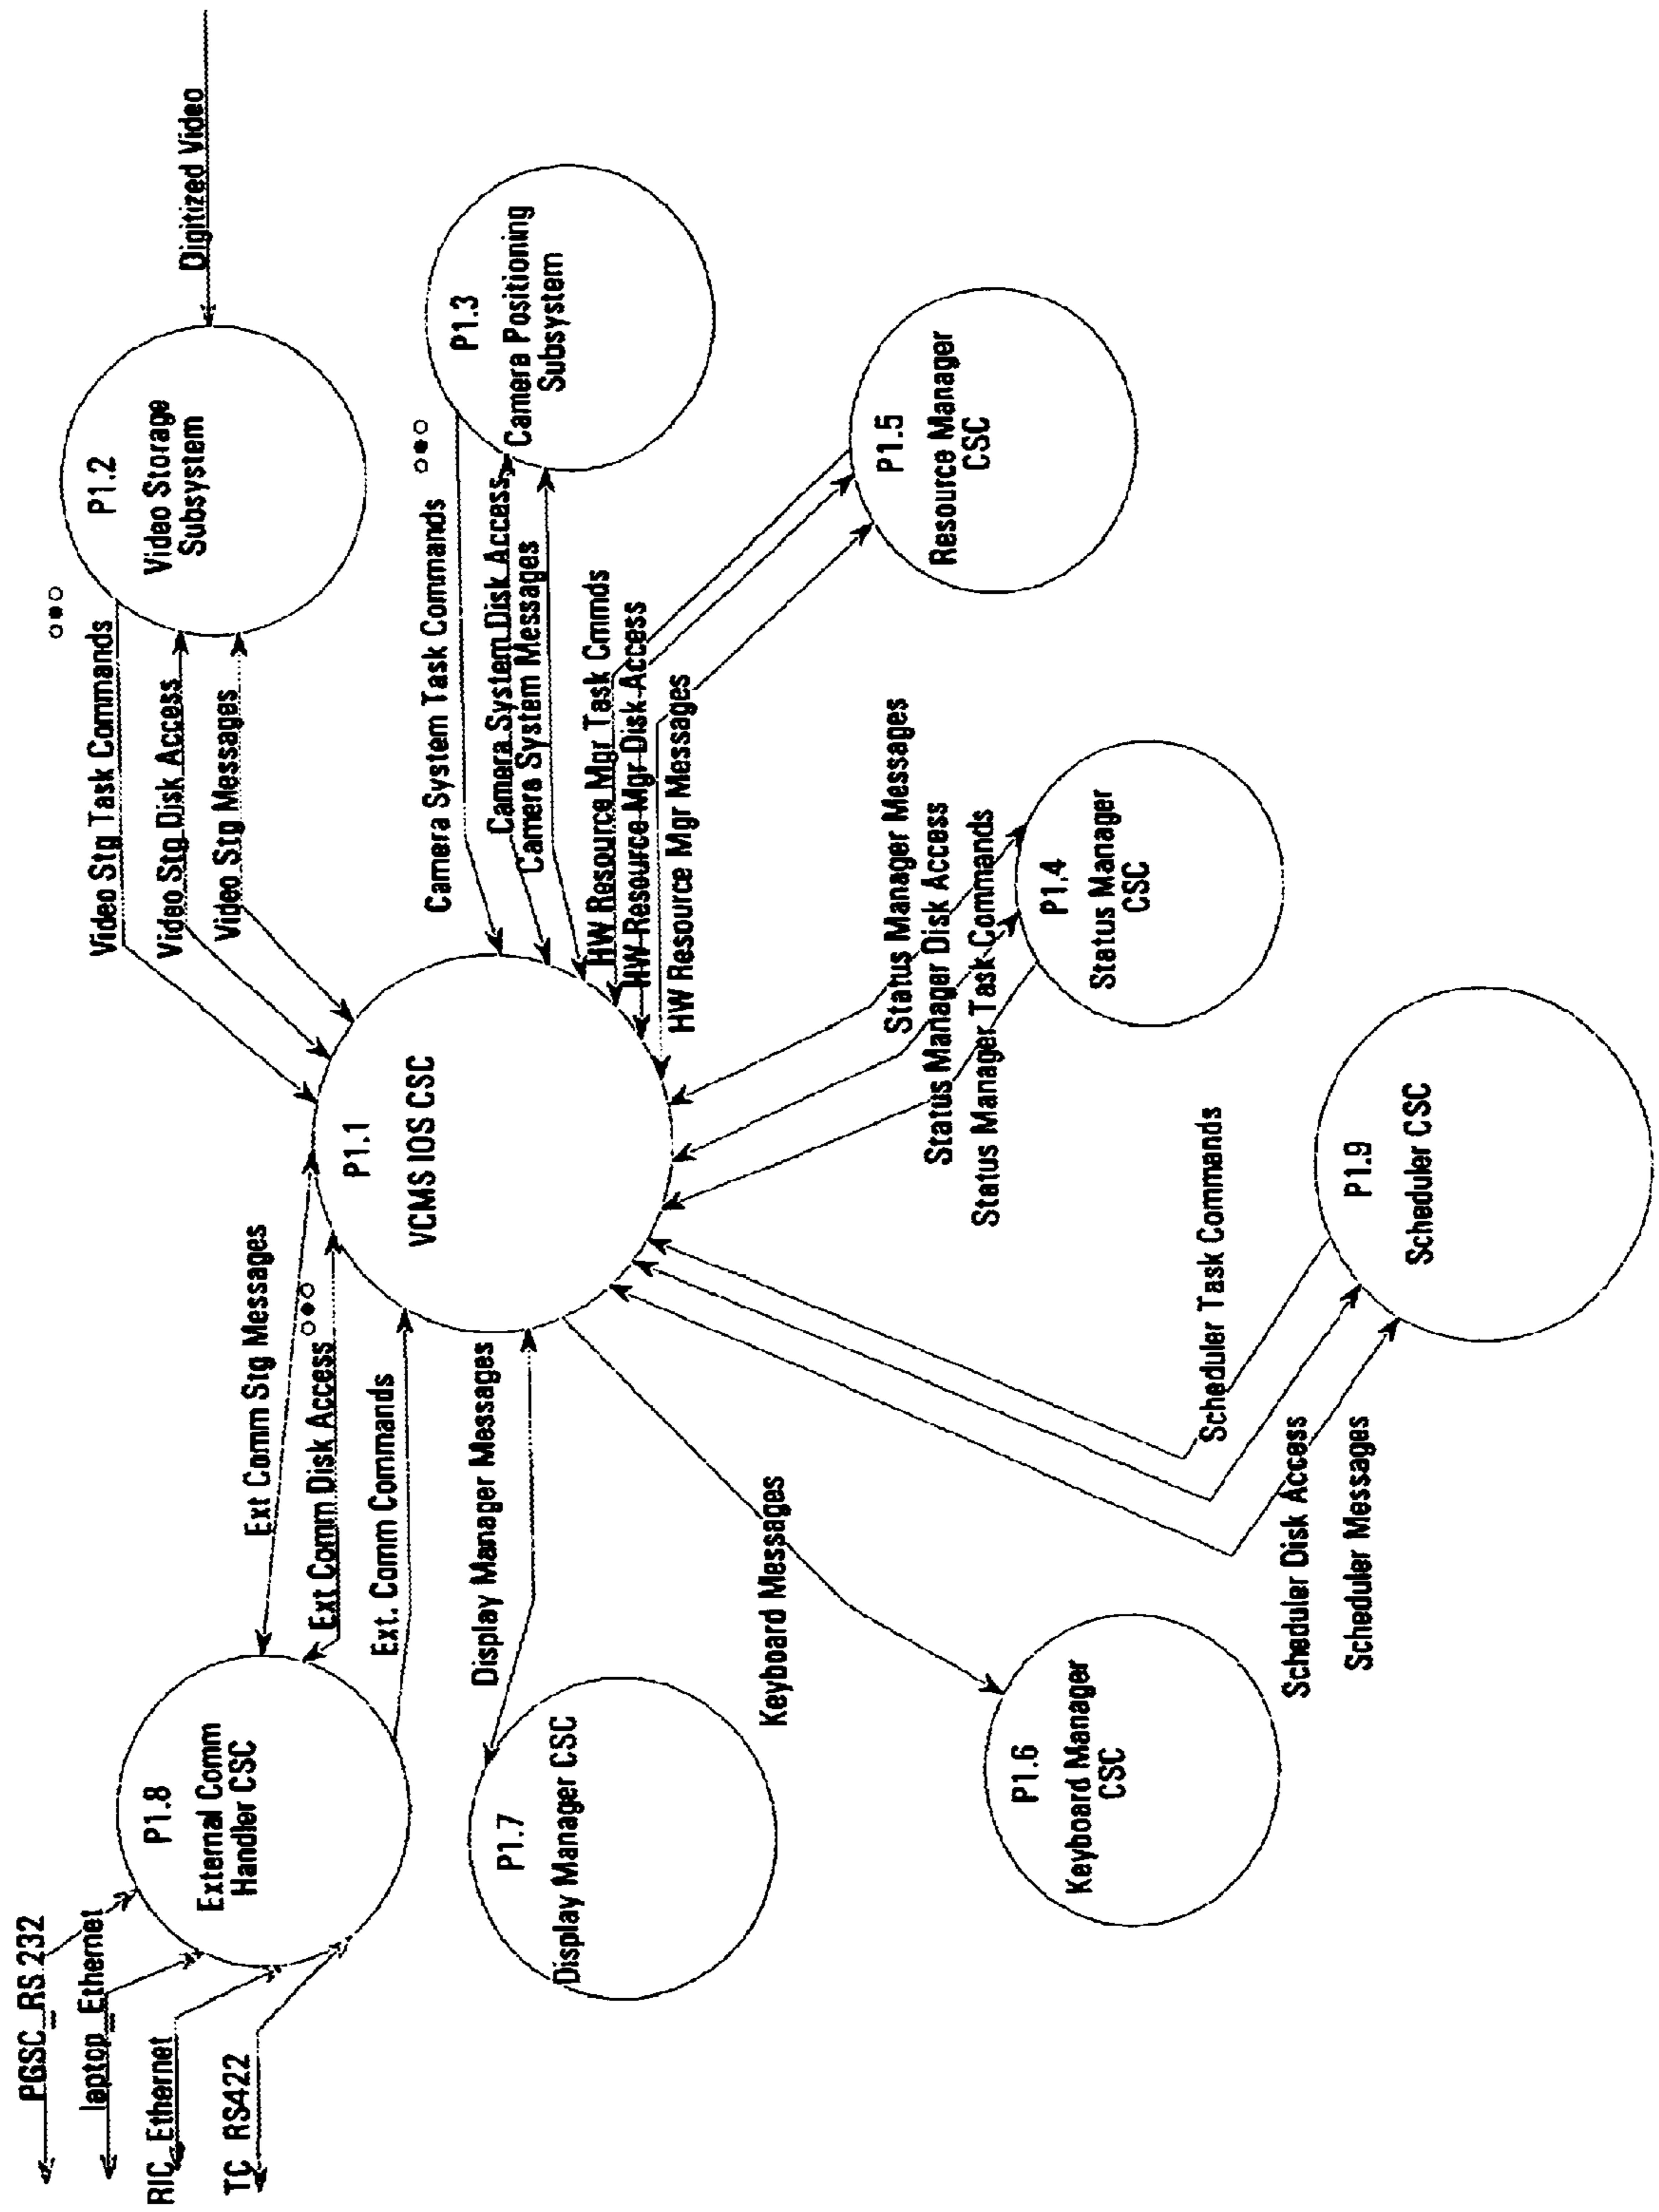 PGSC_RS 232
laptop_Ethernet
RIC_Ethernet
TC_RS422
P1.8
External Comm
Handler CSC
Ext Comm Stg Messages
Ext Comm Disk Access
Ext. Comm Commands
P1.7
Display Manager CSC
Display Manager Messages
P1.6
Keyboard Manager
CSC
Keyboard Messages
P1.1
VCMS IOS CSC
Video Stg Task Commands
Video Stg Disk Access
Video Stg Messages
P1.2
Video Storage
Subsystem
Digitized Video
Camera System Task Commands
Camera System Disk Access
Camera System Messages
P1.3
Camera Positioning
Subsystem
HW Resource Mgr Task Cmmds
HW Resource Mgr Disk Access
HW Resource Mgr Messages
P1.5
Resource Manager
CSC
Status Manager Messages
Status Manager Disk Access
Status Manager Task Commands
P1.4
Status Manager
CSC
Scheduler Task Commands
Scheduler Disk Access
Scheduler Messages
P1.9
Scheduler CSC